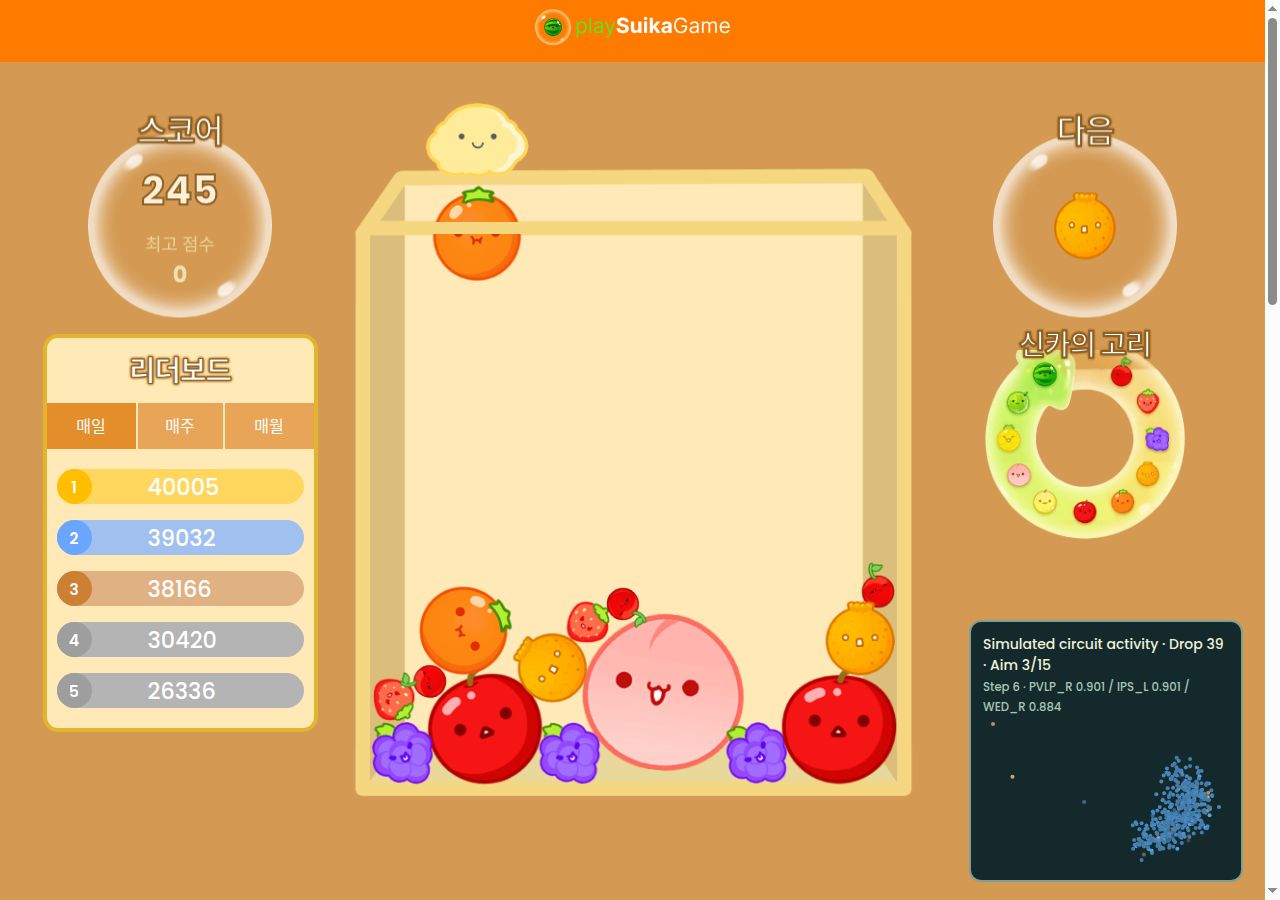 playSuikaGame
스코어
245
최고 점수
0
리더보드
매일 매주 매월
1 40005
2 39032
3 38166
4 30420
5 26336
다음
신카의 고리
Simulated circuit activity · Drop 39
· Aim 3/15
Step 6 · PVLP_R 0.901 / IPS_L 0.901 /
WED_R 0.884